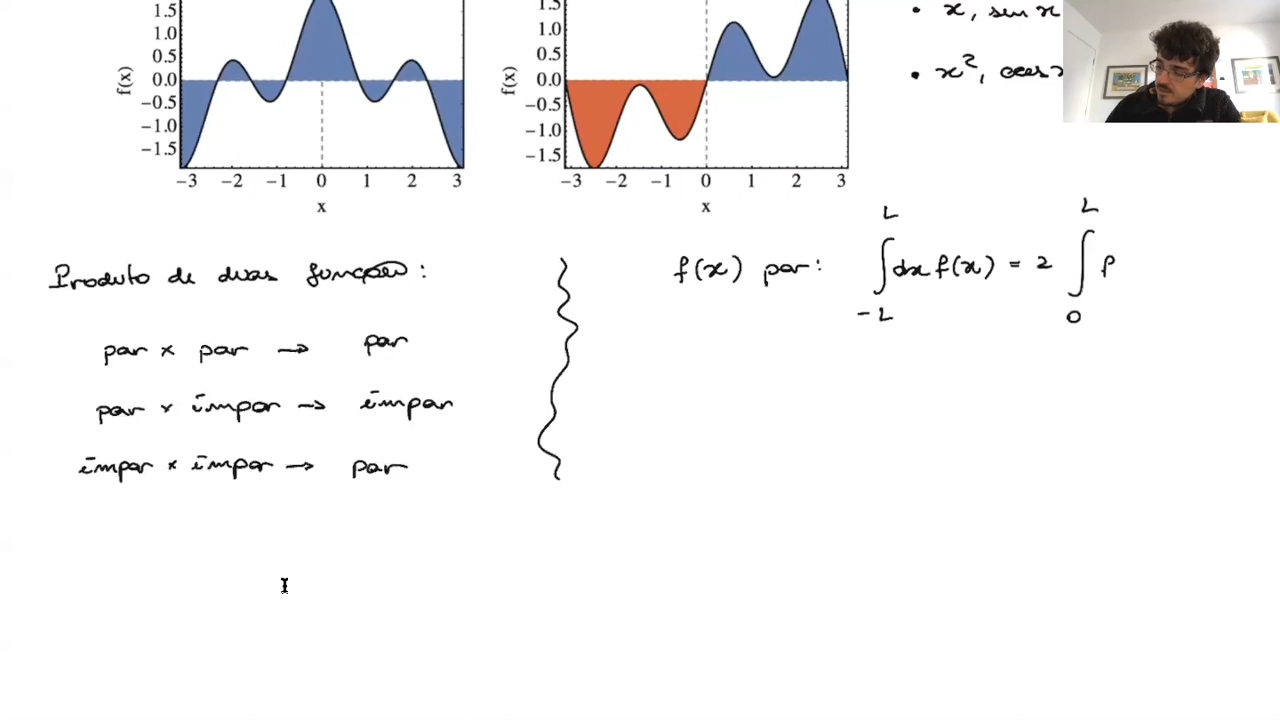 1.5
1.0
0.5
0.0
−0.5
−1.0
−1.5
f(x)
−3 −2 −1 0 1 2 3
x
1.5
1.0
0.5
0.0
−0.5
−1.0
−1.5
f(x)
−3 −2 −1 0 1 2 3
x
• x, sen x
• x²,
Produto de duas funções:
par × par → par
par × ímpar → ímpar
ímpar × ímpar → par
f(x) par: ∫_{-L}^{L} dx f(x) = 2 ∫_{0}^{L}